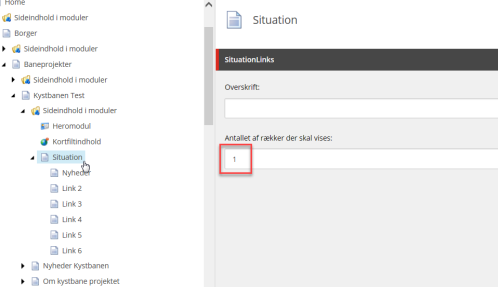 Home
Sideindhold i moduler
Borger
Sideindhold i moduler
Baneprojekter
Sideindhold i moduler
Kystbanen Test
Sideindhold i moduler
Heromodul
Kortfiltindhold
Situation
Nyheder
Link 2
Link 3
Link 4
Link 5
Link 6
Nyheder Kystbanen
Om kystbane projektet
Situation
SituationLinks
Overskrift:
Antallet af rækker der skal vises:
1